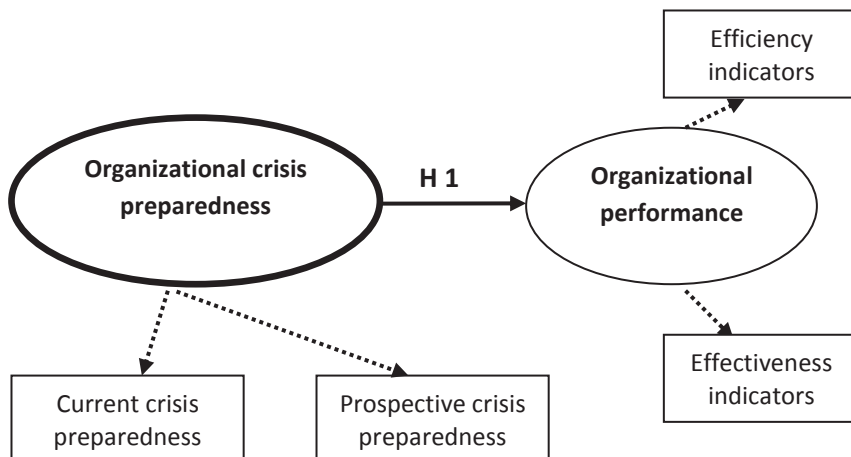 Efficiency
indicators
Organizational crisis
preparedness
H 1
Organizational
performance
Current crisis
preparedness
Prospective crisis
preparedness
Effectiveness
indicators